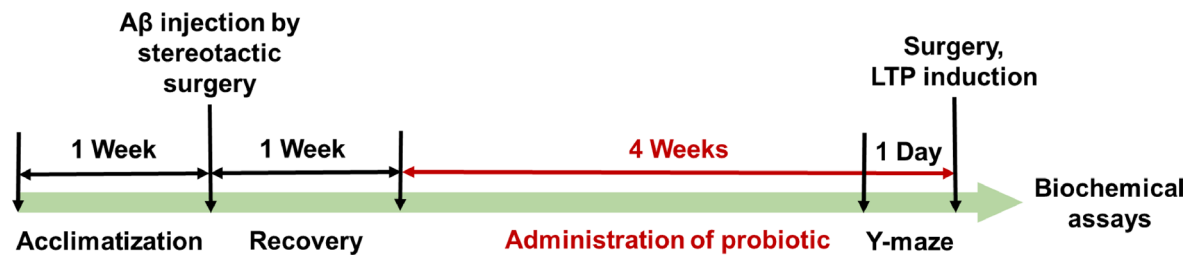 Aβ injection by
stereotactic
surgery
Surgery,
LTP induction
1 Week
1 Week
4 Weeks
1 Day
Biochemical
assays
Acclimatization
Recovery
Administration of probiotic
Y-maze